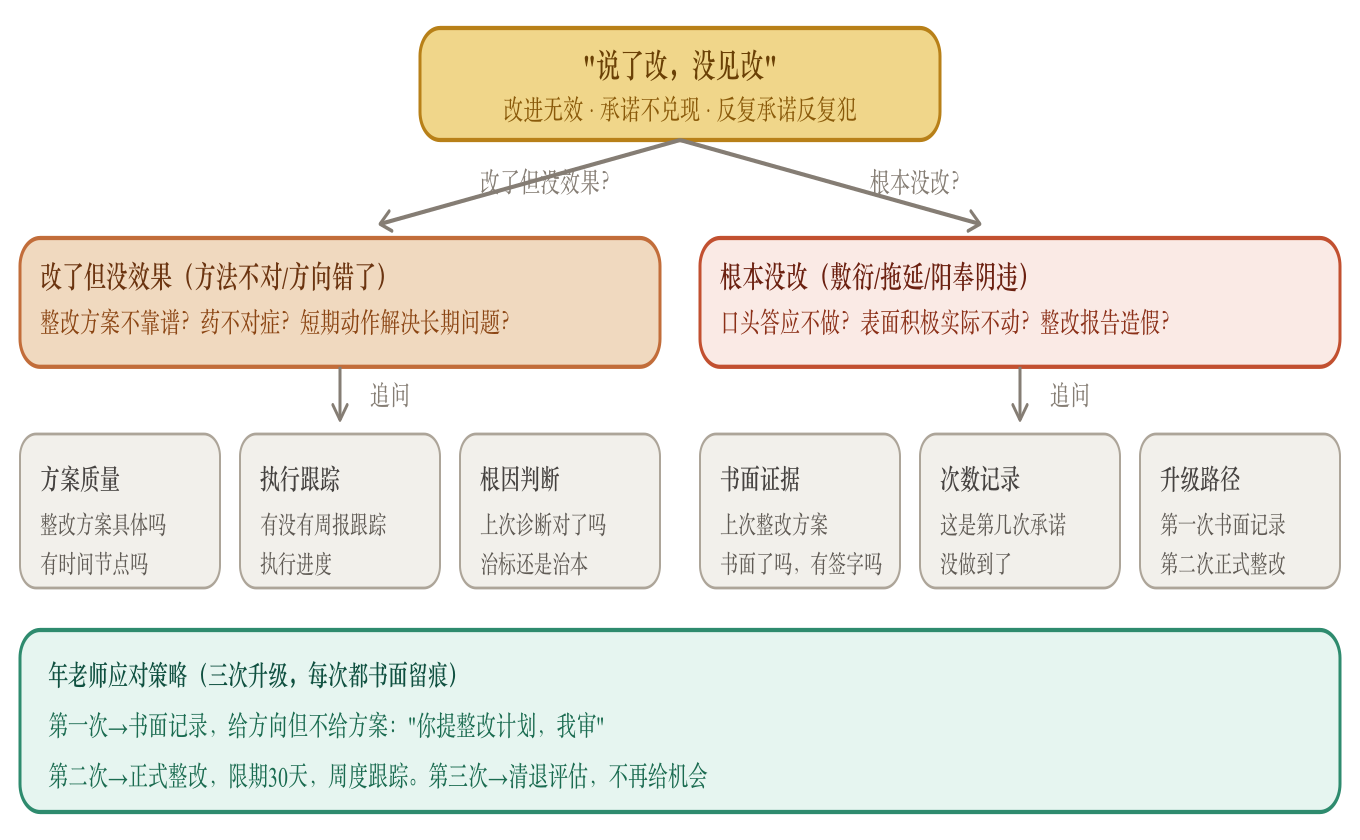 "说了改，没见改"
改进无效 · 承诺不兑现 · 反复承诺反复犯
改了但没效果？
根本没改？
改了但没效果（方法不对/方向错了）
整改方案不靠谱？药不对症？短期动作解决长期问题？
根本没改（敷衍/拖延/阳奉阴违）
口头答应不做？表面积极实际不动？整改报告造假？
追问
追问
方案质量
整改方案具体吗
有时间节点吗
执行跟踪
有没有周报跟踪
执行进度
根因判断
上次诊断对了吗
治标还是治本
书面证据
上次整改方案
书面了吗，有签字吗
次数记录
这是第几次承诺
没做到了
升级路径
第一次书面记录
第二次正式整改
年老师应对策略（三次升级，每次都书面留痕）
第一次→书面记录，给方向但不给方案："你提整改计划，我审"
第二次→正式整改，限期30天，周度跟踪。第三次→清退评估，不再给机会